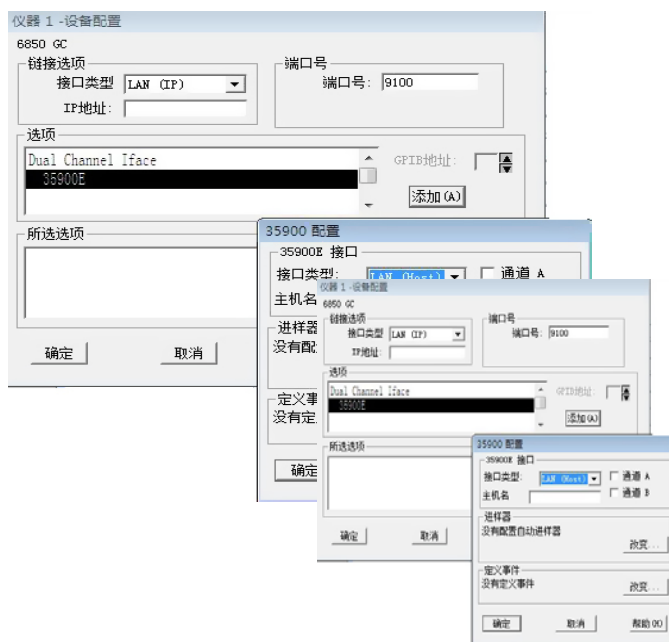 仪器 1 -设备配置
6850 GC
链接选项
接口类型 LAN (IP)
IP地址:
端口号
端口号: 9100
选项
Dual Channel Iface
35900E
GPIB地址:
添加(A)
所选选项
确定 取消
35900 配置
35900E 接口
接口类型: LAN (Host) 通道 A
主机名
进样器
没有配
定义事
没有定
确定
仪器 1 -设备配置
6850 GC
链接选项
接口类型 LAN (IP)
IP地址:
端口号
端口号: 9100
选项
Dual Channel Iface
35900E
GPIB地址:
添加(A)
所选选项
确定 取消
35900 配置
35900E 接口
接口类型: LAN (Host) 通道 A
主机名 通道 B
进样器
没有配置自动进样器
改变...
定义事件
没有定义事件
改变...
确定 取消 帮助(H)